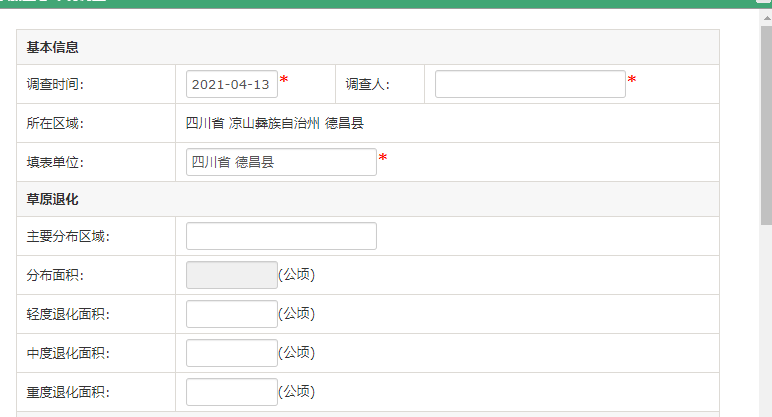 基本信息
调查时间: 2021-04-13 * 调查人: *
所在区域: 四川省 凉山彝族自治州 德昌县
填表单位: 四川省 德昌县 *
草原退化
主要分布区域:
分布面积: (公顷)
轻度退化面积: (公顷)
中度退化面积: (公顷)
重度退化面积: (公顷)